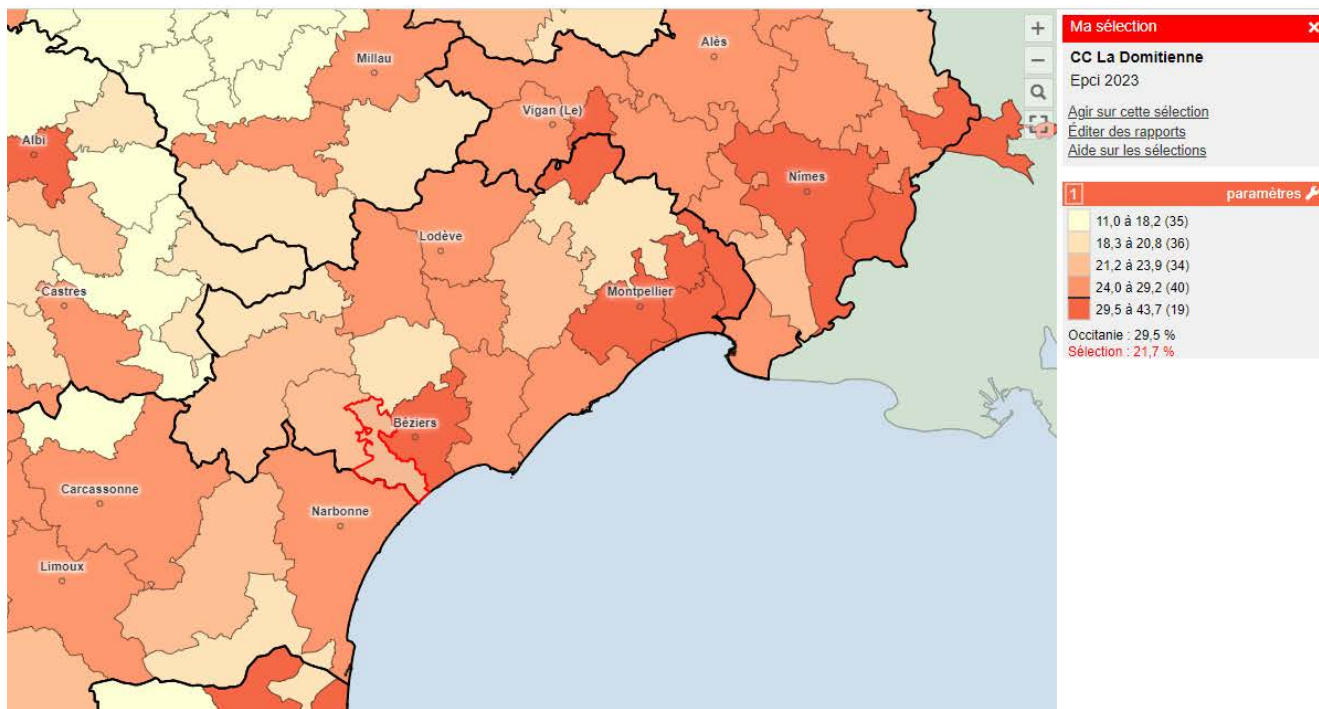 Millau
Alès
Vigan (Le)
Albi
Nîmes
Lodève
Castres
Montpellier
Béziers
Carcassonne
Narbonne
Limoux
+
−
Ma sélection ×
CC La Domitienne
Epci 2023
Agir sur cette sélection
Éditer des rapports
Aide sur les sélections
1 paramètres
11,0 à 18,2 (35)
18,3 à 20,8 (36)
21,2 à 23,9 (34)
24,0 à 29,2 (40)
29,5 à 43,7 (19)
Occitanie : 29,5 %
Sélection : 21,7 %